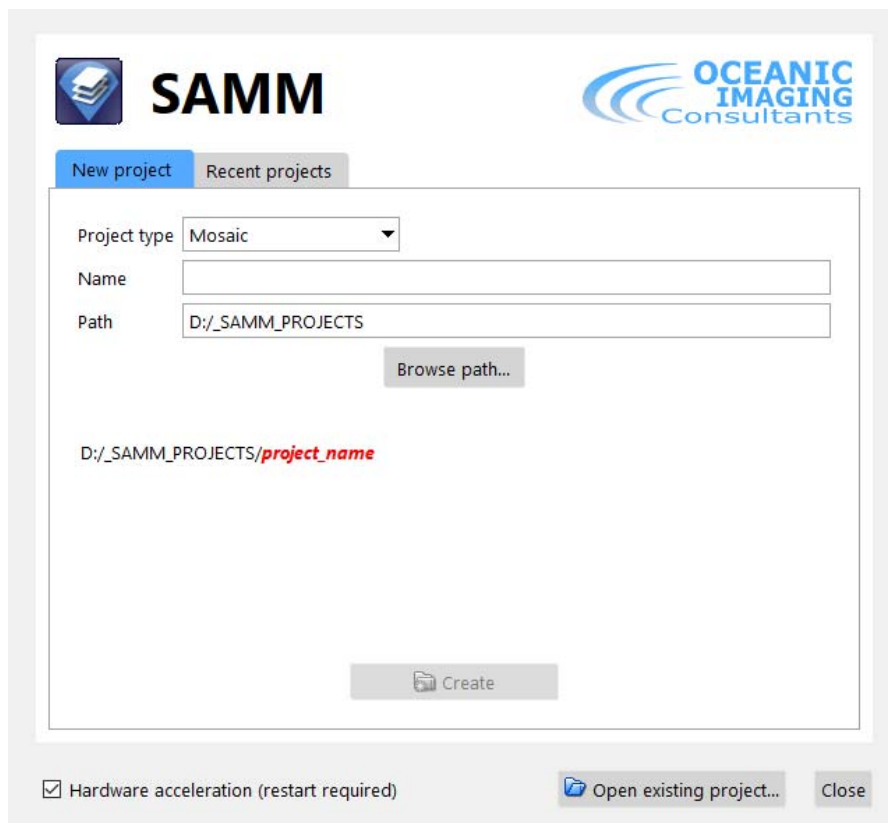 SAMM
OCEANIC
IMAGING
Consultants
New project Recent projects
Project type Mosaic
Name
Path D:/_SAMM_PROJECTS
Browse path...
D:/_SAMM_PROJECTS/project_name
Create
Hardware acceleration (restart required) Open existing project... Close